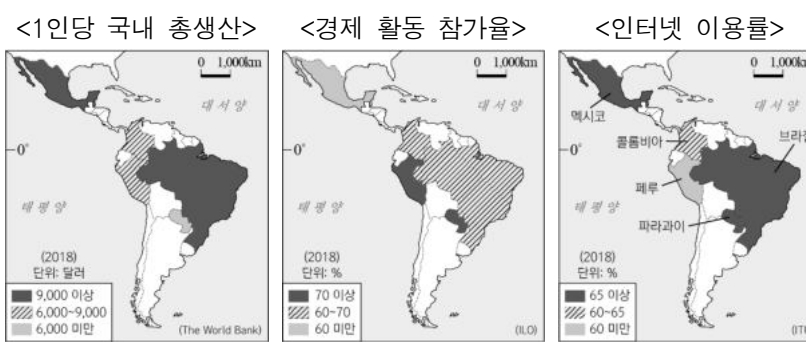 <1인당 국내 총생산>
0 1,000km
대서양
0°
태평양
(2018)
단위: 달러
9,000 이상
6,000~9,000
6,000 미만
(The World Bank)
<경제 활동 참가율>
0 1,000km
대서양
0°
태평양
(2018)
단위: %
70 이상
60~70
60 미만
(ILO)
<인터넷 이용률>
0 1,000km
대서양
멕시코
콜롬비아
0°
페루
태평양
파라과이
(2018)
단위: %
65 이상
60~65
60 미만